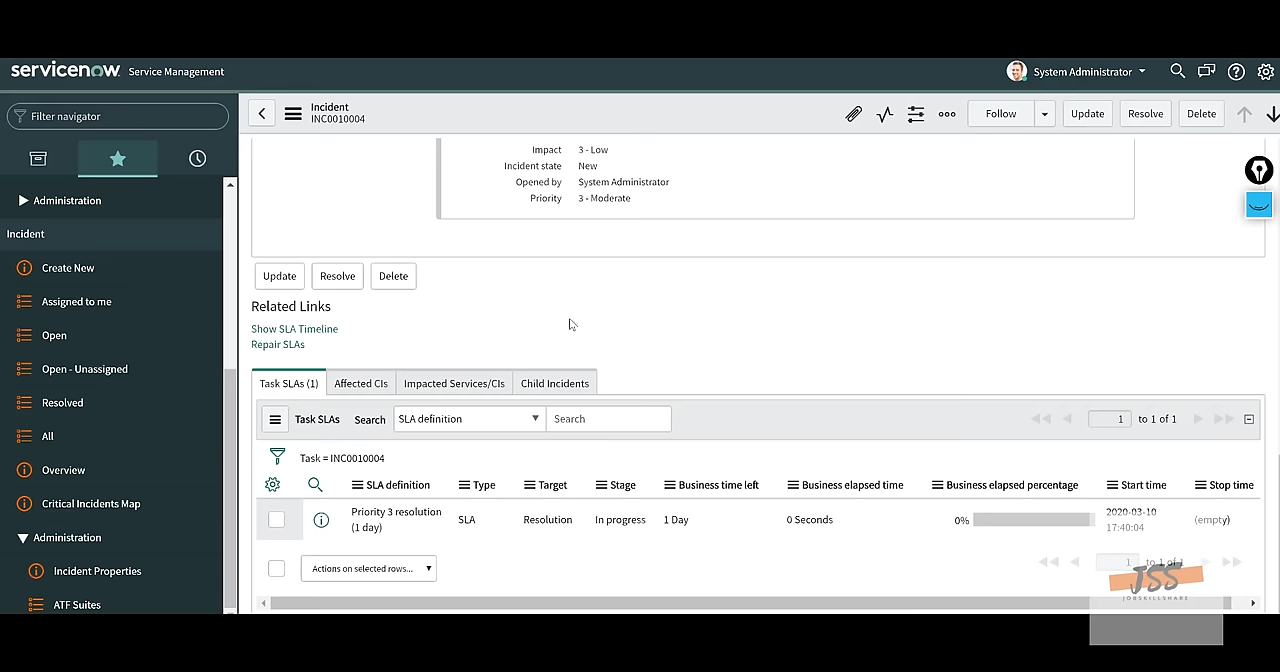 servicenow Service Management
System Administrator
Filter navigator
Incident
INC0010004
Follow
Update
Resolve
Delete
Administration
Incident
Create New
Assigned to me
Open
Open - Unassigned
Resolved
All
Overview
Critical Incidents Map
Administration
Incident Properties
ATF Suites
Impact 3 - Low
Incident state New
Opened by System Administrator
Priority 3 - Moderate
Update Resolve Delete
Related Links
Show SLA Timeline
Repair SLAs
Task SLAs (1) Affected CIs Impacted Services/CIs Child Incidents
Task SLAs Search SLA definition Search 1 to 1 of 1
Task = INC0010004
SLA definition Type Target Stage Business time left Business elapsed time Business elapsed percentage Start time Stop time
Priority 3 resolution (1 day) SLA Resolution In progress 1 Day 0 Seconds 0% 2020-03-10 17:40:04 (empty)
Actions on selected rows... 1 to 1 of 1
JSS
JOBSKILLSHARE